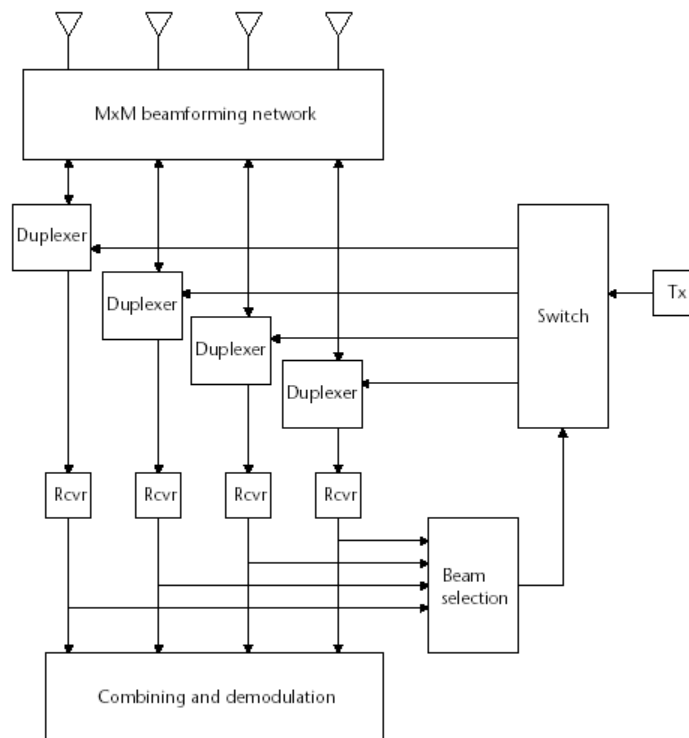 MxM beamforming network
Duplexer
Duplexer
Duplexer
Duplexer
Switch
Tx
Rcvr
Rcvr
Rcvr
Rcvr
Beam
selection
Combining and demodulation